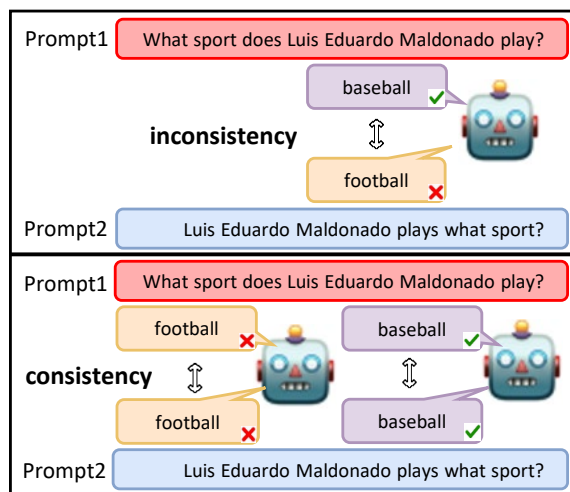 Prompt1 What sport does Luis Eduardo Maldonado play?
baseball
inconsistency
football
Prompt2 Luis Eduardo Maldonado plays what sport?
Prompt1 What sport does Luis Eduardo Maldonado play?
football baseball
consistency
football baseball
Prompt2 Luis Eduardo Maldonado plays what sport?